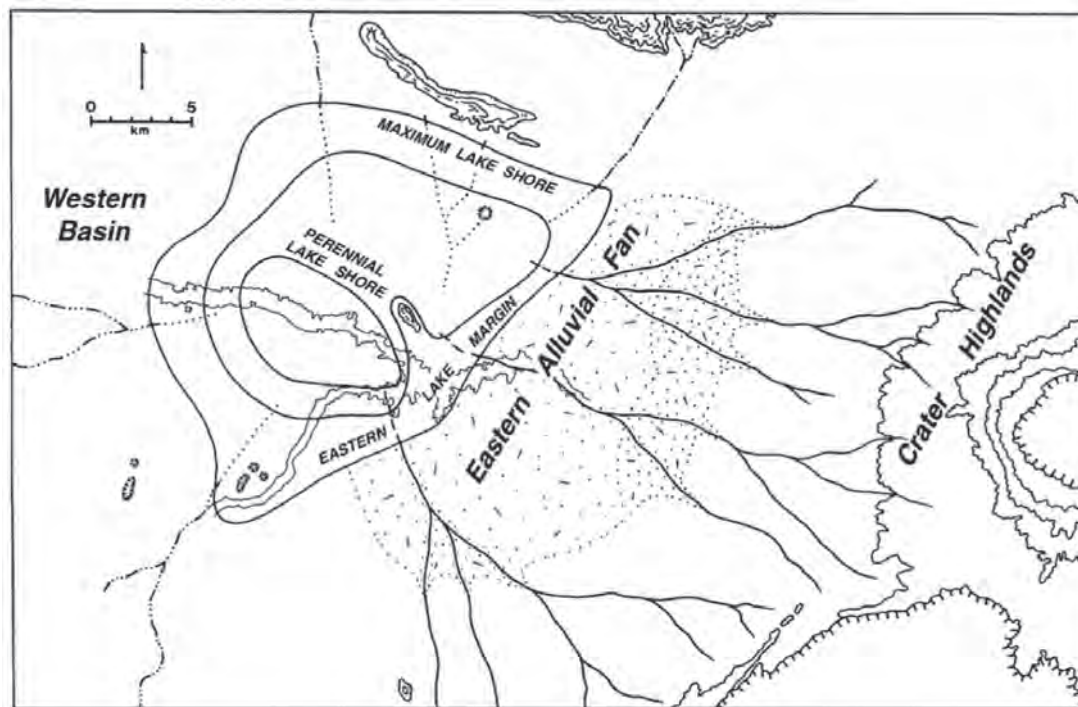 0 5
km
MAXIMUM LAKE SHORE
Western
Basin
PERENNIAL
LAKE SHORE
EASTERN LAKE MARGIN
Eastern Alluvial Fan
Crater Highlands